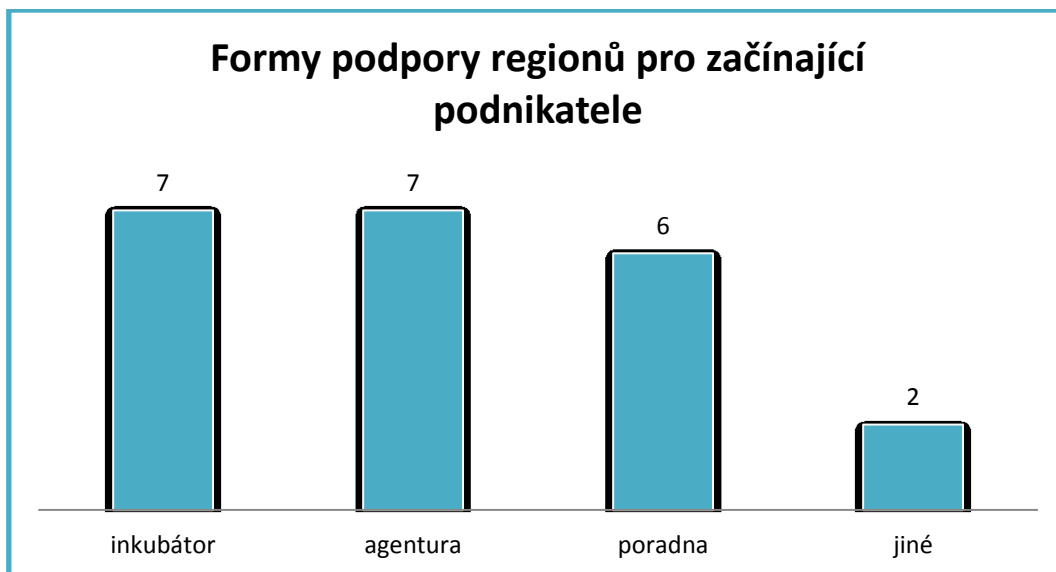 Formy podpory regionů pro začínající
podnikatele
7
7
6
2
inkubátor
agentura
poradna
jiné